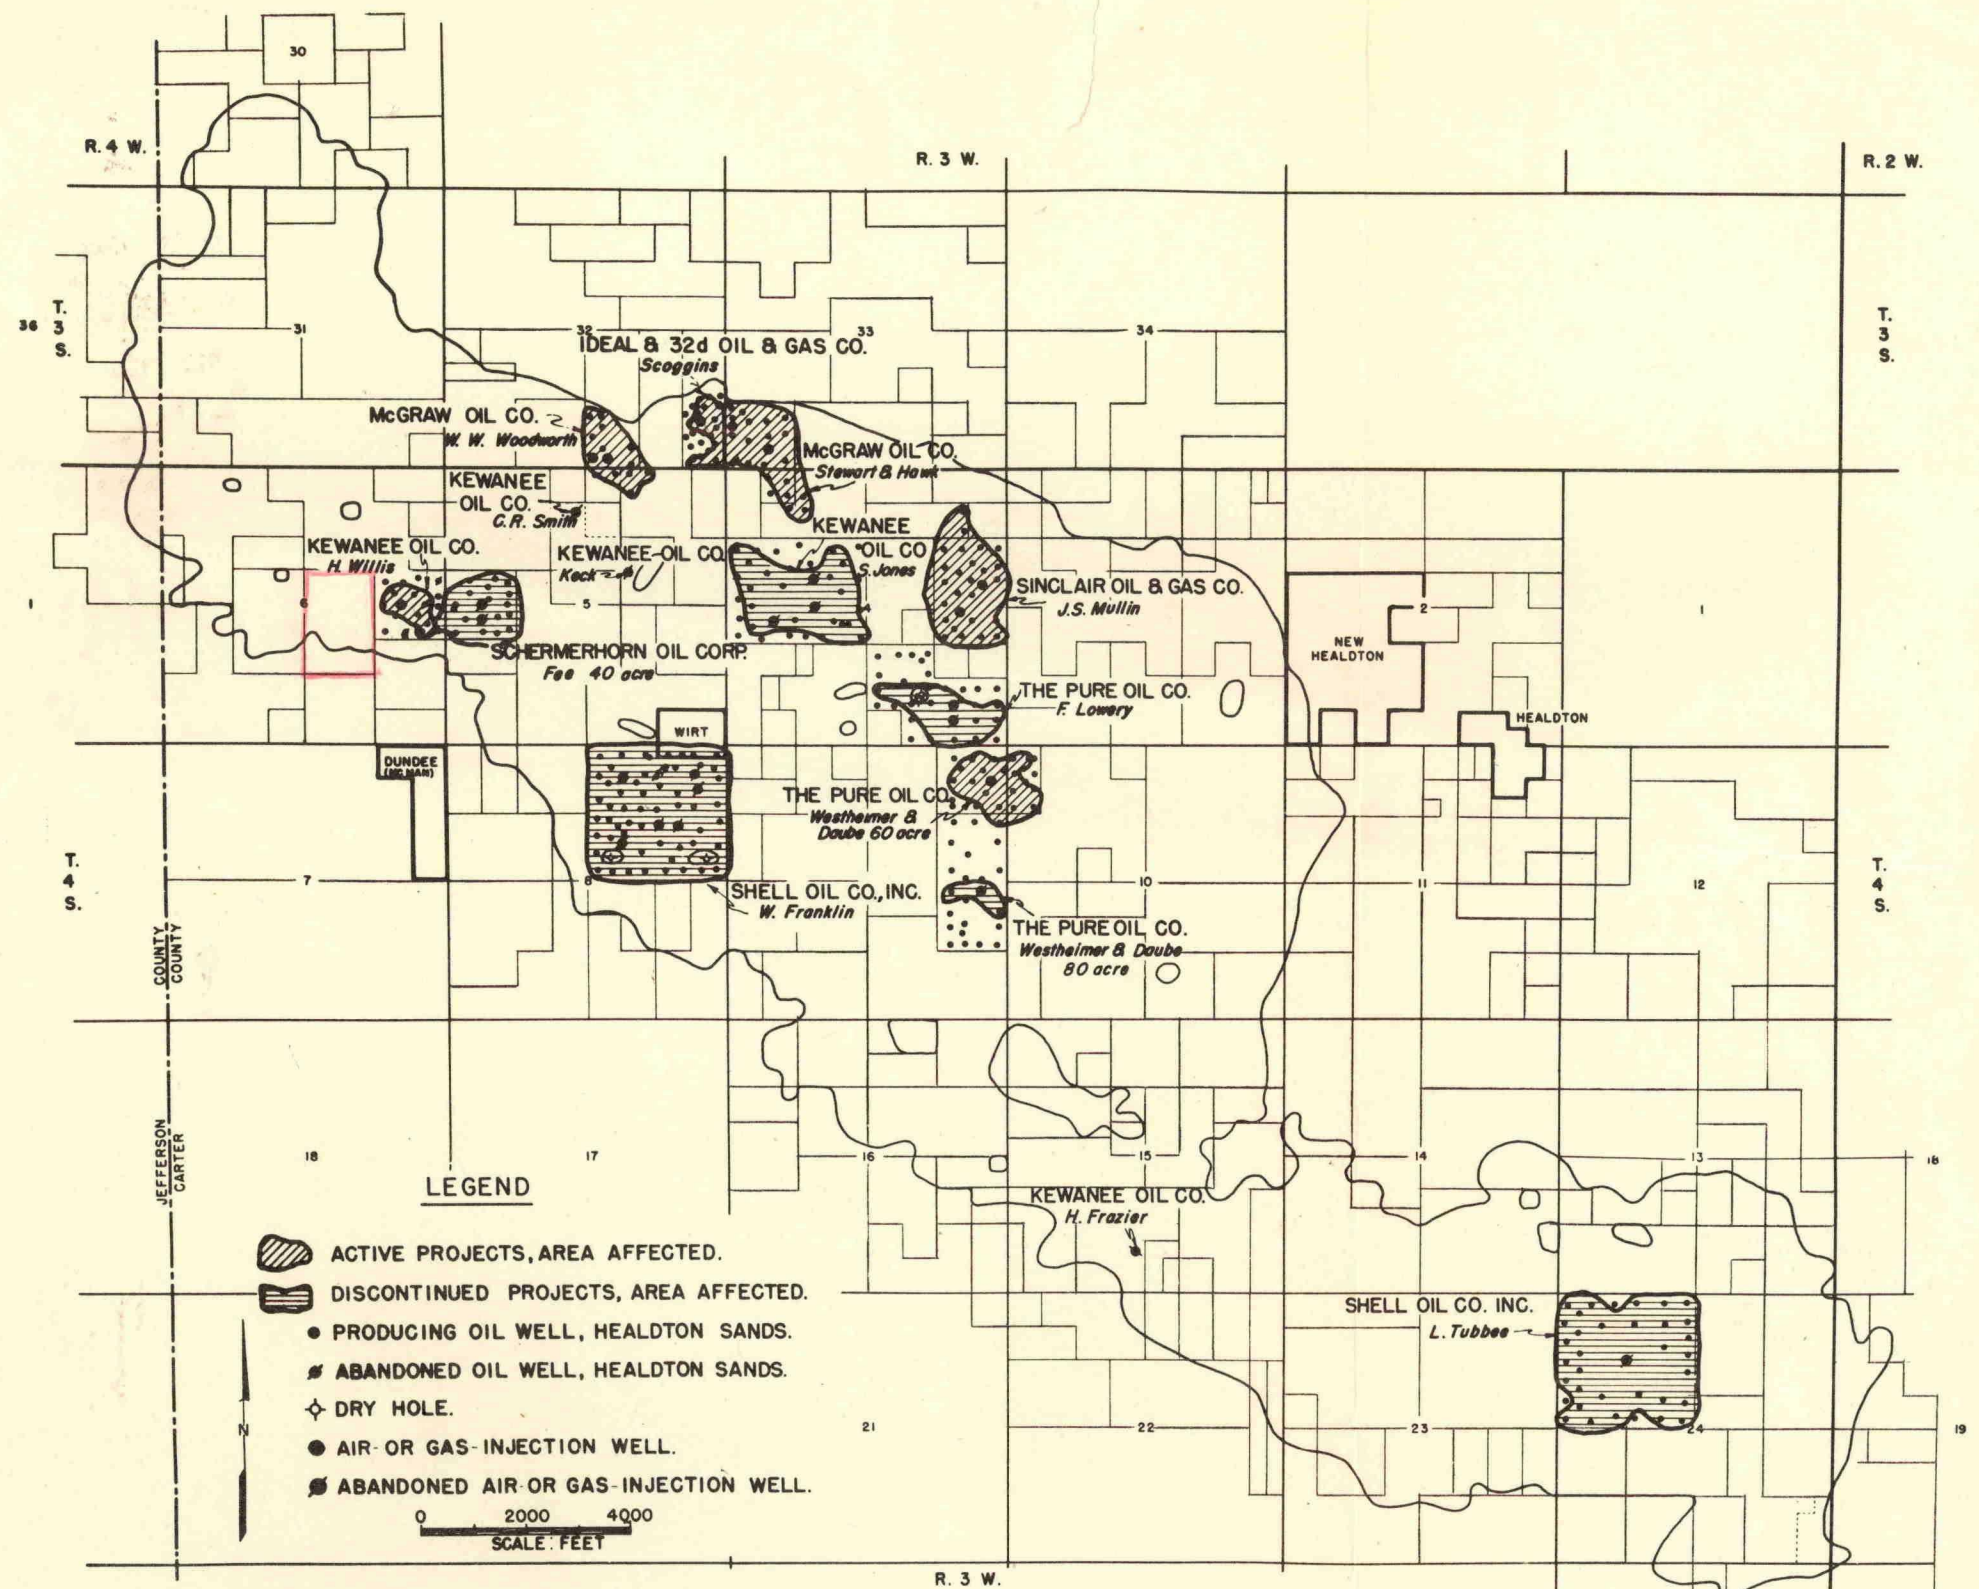 30
R. 4 W.
R. 3 W.
R. 2 W.
36
T.
3
S.
31
32
33
34
T.
3
S.
IDEAL & 32d OIL & GAS CO.
Scoggins
McGRAW OIL CO.
W. W. Woodworth
McGRAW OIL CO.
Stewart & Hawk
KEWANEE
OIL CO.
C.R. Smith
KEWANEE
OIL CO
S. Jones
KEWANEE OIL CO.
H. Willis
KEWANEE OIL CO.
Keck
SINCLAIR OIL & GAS CO.
J.S. Mullin
1
6
5
4
2
1
NEW
HEALDTON
SCHERMERHORN OIL CORP.
Fee 40 acre
THE PURE OIL CO.
F. Lowery
HEALDTON
WIRT
DUNDEE
(McMAN)
THE PURE OIL CO.
Westheimer &
Daube 60 acre
T.
4
S.
7
8
10
11
12
T.
4
S.
SHELL OIL CO., INC.
W. Franklin
THE PURE OIL CO.
Westheimer & Daube
80 acre
COUNTY
COUNTY
JEFFERSON
CARTER
18
17
16
15
14
13
18
KEWANEE OIL CO.
H. Frazier
SHELL OIL CO. INC.
L. Tubbee
21
22
23
24
19
LEGEND
ACTIVE PROJECTS, AREA AFFECTED.
DISCONTINUED PROJECTS, AREA AFFECTED.
PRODUCING OIL WELL, HEALDTON SANDS.
ABANDONED OIL WELL, HEALDTON SANDS.
DRY HOLE.
AIR- OR GAS-INJECTION WELL.
ABANDONED AIR-OR GAS-INJECTION WELL.
N
0 2000 4000
SCALE: FEET
R. 3 W.